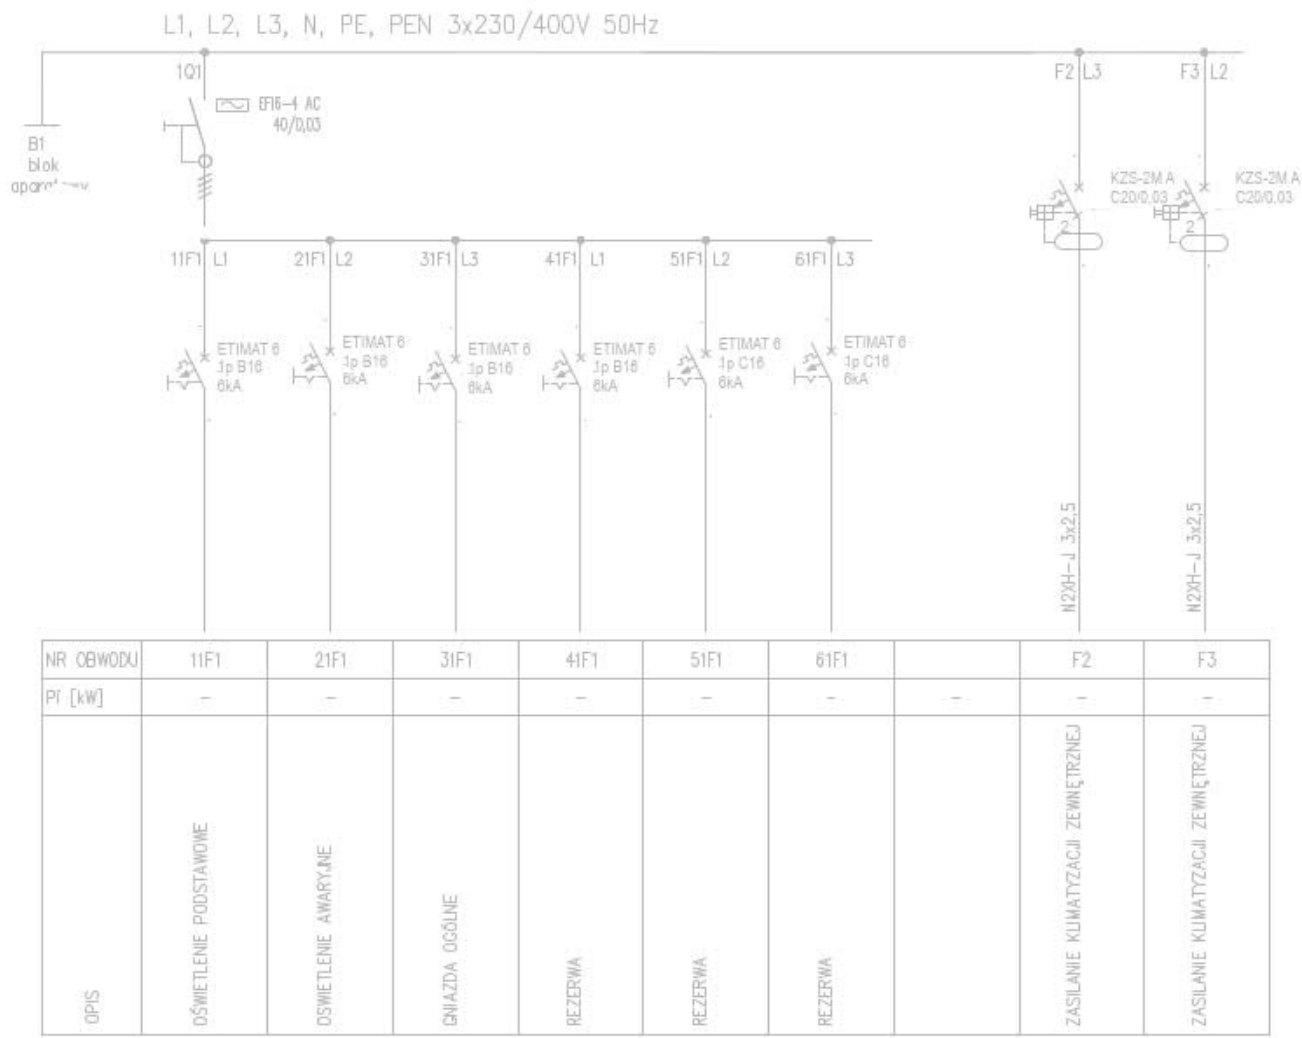 L1, L2, L3, N, PE, PEN 3x230/400V 50Hz
1Q1
EFI6-4 AC
40/0,03
B1
blok
F2 L3
F3 L2
KZS-2M A
C20/0,03
KZS-2M A
C20/0,03
2
2
11F1 L1
21F1 L2
31F1 L3
41F1 L1
51F1 L2
61F1 L3
ETIMAT 6
1p B16
6kA
ETIMAT 6
1p B16
6kA
ETIMAT 6
1p B16
6kA
ETIMAT 6
1p B16
6kA
ETIMAT 6
1p C16
6kA
ETIMAT 6
1p C16
6kA
N2XH-J 3x2,5
N2XH-J 3x2,5
NR OBWODU 11F1 21F1 31F1 41F1 51F1 61F1 F2 F3
Pi [kW] - - - - - - - - -
OPIS
OŚWIETLENIE PODSTAWOWE
OSWIETLENIE AWARYJNE
GNIAZDA OGÓLNE
REZERWA
REZERWA
REZERWA
ZASILANIE KLIMATYZACJI ZEWNĘTRZNEJ
ZASILANIE KLIMATYZACJI ZEWNĘTRZNEJ